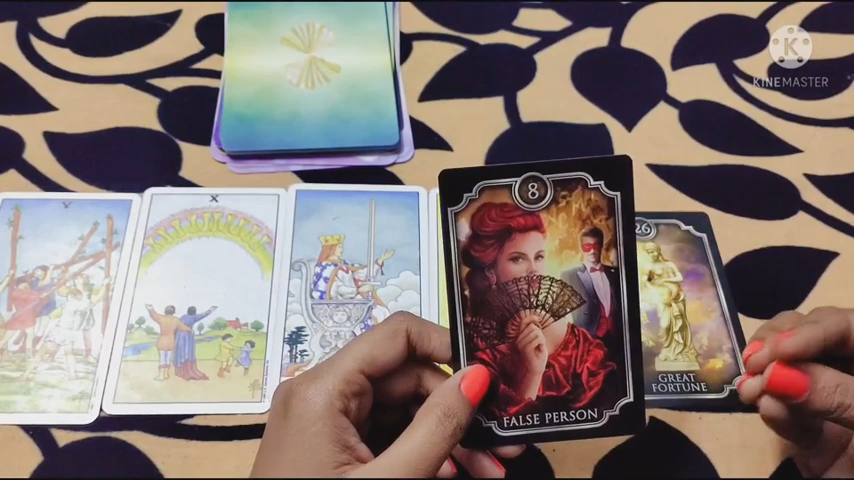 K
KINEMASTER
V
X
8
26
FALSE PERSON
GREAT
FORTUNE